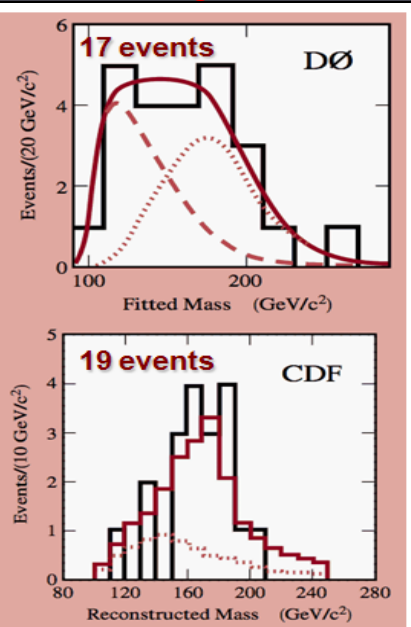 6
17 events
DØ
4
2
0
Events/(20 GeV/c²)
100
200
Fitted Mass (GeV/c²)
5
19 events
CDF
4
3
2
1
0
Events/(10 GeV/c²)
80
120
160
200
240
280
Reconstructed Mass (GeV/c²)